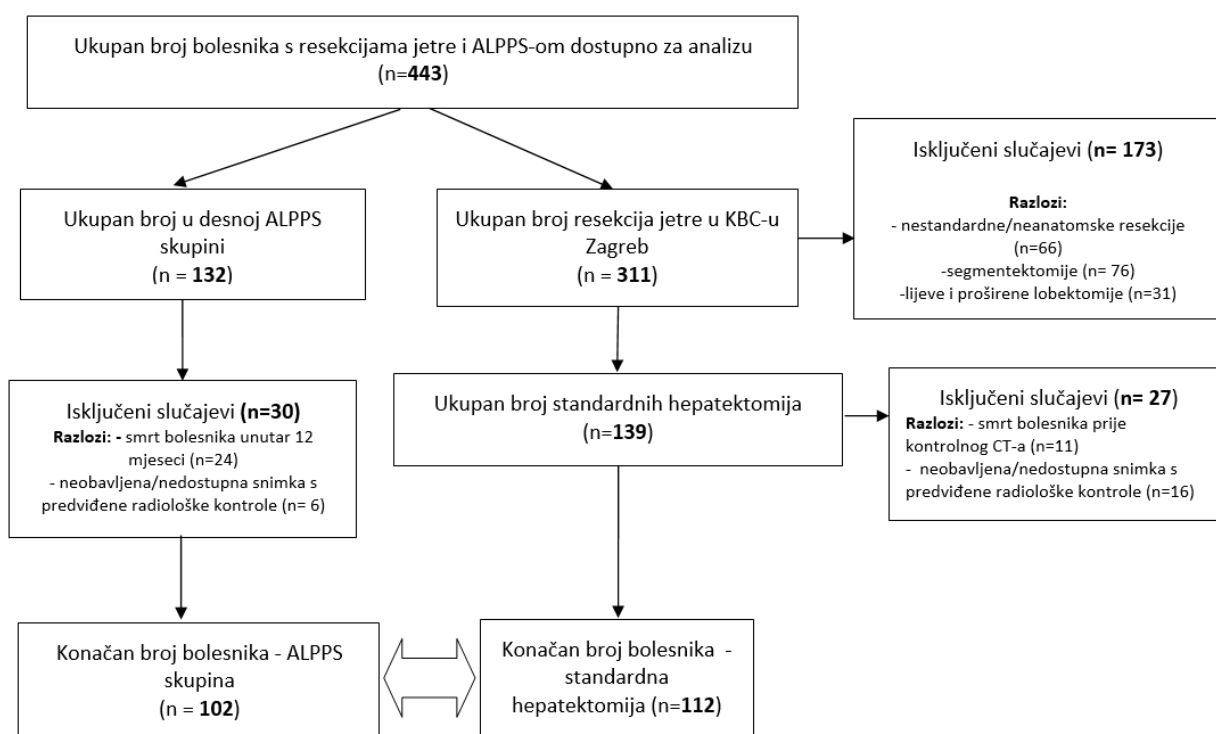 Ukupan broj bolesnika s resekcijama jetre i ALPPS-om dostupno za analizu
(n=443)
Isključeni slučajevi (n= 173)
Razlozi:
- nestandardne/neanatomske resekcije
(n=66)
-segmentektomije (n= 76)
-lijeve i proširene lobektomije (n=31)
Ukupan broj u desnoj ALPPS
skupini
(n = 132)
Ukupan broj resekcija jetre u KBC-u
Zagreb
(n = 311)
Isključeni slučajevi (n=30)
Razlozi: - smrt bolesnika unutar 12
mjeseci (n=24)
- neobavljena/nedostupna snimka s
predviđene radiološke kontrole (n= 6)
Ukupan broj standardnih hepatektomija
(n=139)
Isključeni slučajevi (n= 27)
Razlozi: - smrt bolesnika prije
kontrolnog CT-a (n=11)
- neobavljena/nedostupna snimka s
predviđene radiološke kontrole (n=16)
Konačan broj bolesnika - ALPPS
skupina
(n = 102)
Konačan broj bolesnika -
standardna
hepatektomija (n=112)